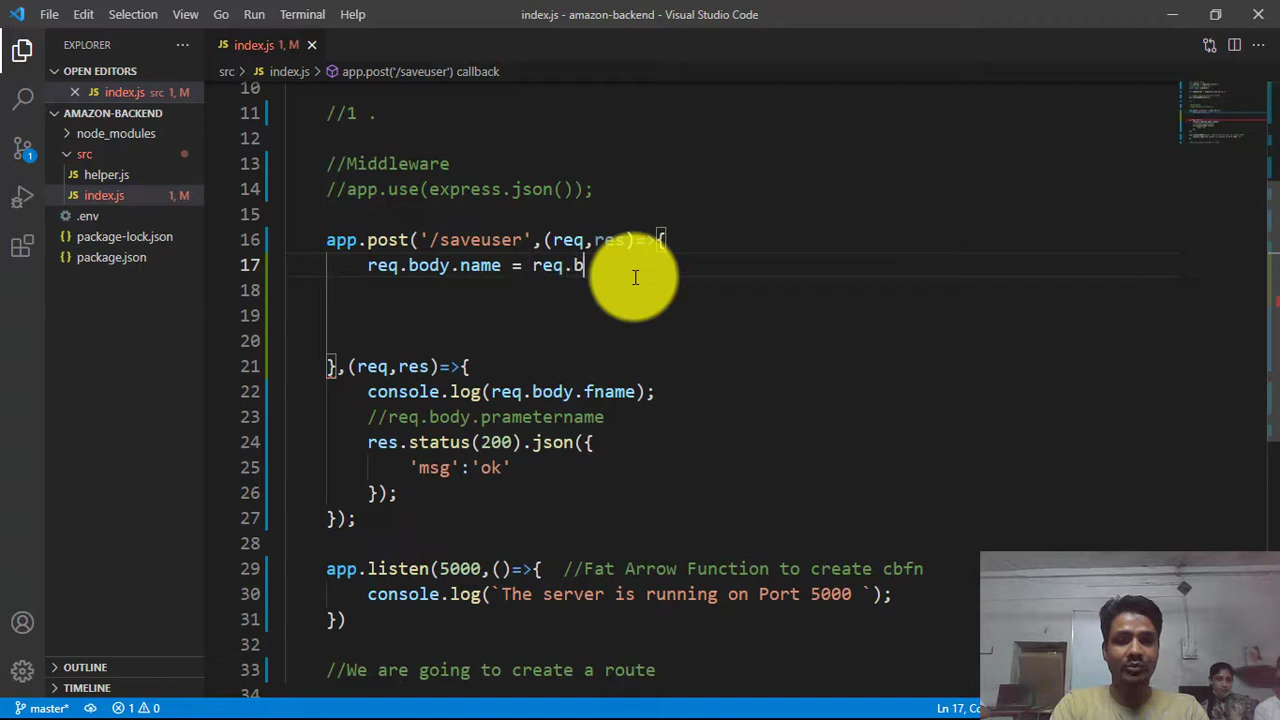 File Edit Selection View Go Run Terminal Help index.js - amazon-backend - Visual Studio Code
EXPLORER ··· JS index.js 1, M
OPEN EDITORS src > JS index.js > app.post('/saveuser') callback
JS index.js src 1, M
AMAZON-BACKEND
node_modules
src
helper.js
JS index.js 1, M
.env
package-lock.json
package.json
10
11 //1 .
12
13 //Middleware
14 //app.use(express.json());
15
16 app.post('/saveuser',(req,res)=>{
17 req.body.name = req.b
18
19
20
21 },(req,res)=>{
22 console.log(req.body.fname);
23 //req.body.prametername
24 res.status(200).json({
25 'msg':'ok'
26 });
27 });
28
29 app.listen(5000,()=>{ //Fat Arrow Function to create cbfn
30 console.log(`The server is running on Port 5000 `);
31 })
32
33 //We are going to create a route
34
OUTLINE
TIMELINE
master* 1 0 Ln 17,
1